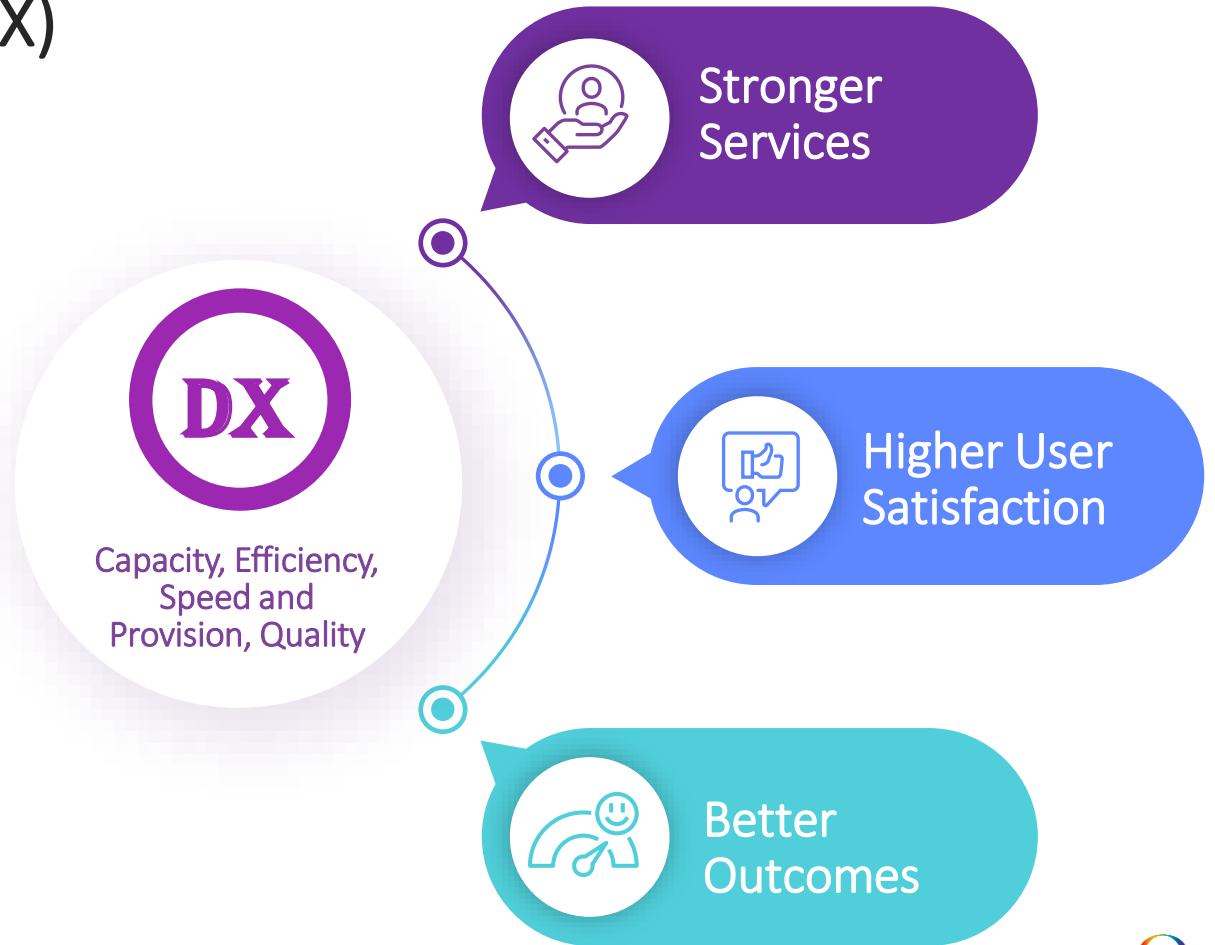 X)
Stronger
Services
DX
Higher User
Satisfaction
Capacity, Efficiency,
Speed and
Provision, Quality
Better
Outcomes